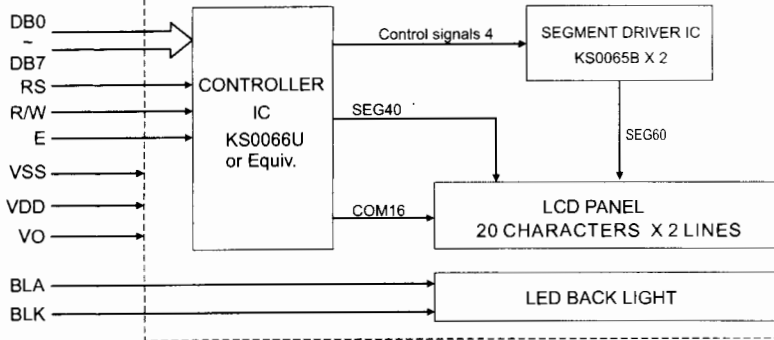 DB0
~
DB7
RS
R/W
E
VSS
VDD
VO
BLA
BLK
CONTROLLER
IC
KS0066U
or Equiv.
Control signals 4
SEG40
COM16
SEGMENT DRIVER IC
KS0065B X 2
SEG60
LCD PANEL
20 CHARACTERS X 2 LINES
LED BACK LIGHT